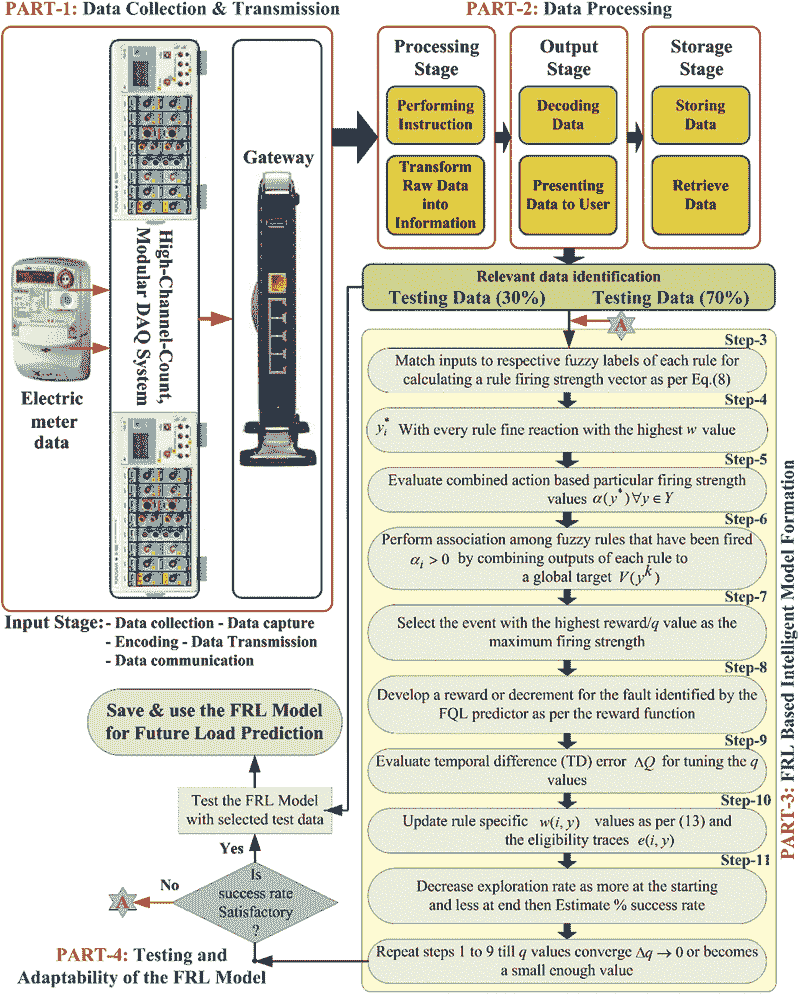 PART-1: Data Collection & Transmission
PART-2: Data Processing
Electric
meter
data
High-Channel-Count,
Modular DAQ System
Gateway
Processing
Stage
Performing
Instruction
Transform
Raw Data
into
Information
Output
Stage
Decoding
Data
Presenting
Data to User
Storage
Stage
Storing
Data
Retrieve
Data
Input Stage:- Data collection - Data capture
- Encoding - Data Transmission
- Data communication
Relevant data identification
Testing Data (30%) Testing Data (70%)
A
PART-3: FRL Based Intelligent Model Formation
Step-3
Match inputs to respective fuzzy labels of each rule for
calculating a rule firing strength vector as per Eq.(8)
Step-4
y_i^* With every rule fine reaction with the highest w value
Step-5
Evaluate combined action based particular firing strength
values α(y^*)∀y ∈ Y
Step-6
Perform association among fuzzy rules that have been fired
α_i > 0 by combining outputs of each rule to
a global target V(y^k)
Step-7
Select the event with the highest reward/q value as the
maximum firing strength
Step-8
Develop a reward or decrement for the fault identified by the
FQL predictor as per the reward function
Step-9
Evaluate temporal difference (TD) error ΔQ for tuning the q
values
Step-10
Update rule specific w(i, y) values as per (13) and
the eligibility traces e(i, y)
Step-11
Decrease exploration rate as more at the starting
and less at end then Estimate % success rate
Repeat steps 1 to 9 till q values converge Δq → 0 or becomes
a small enough value
Save & use the FRL Model
for Future Load Prediction
Test the FRL Model
with selected test data
Yes
Is
success rate
Satisfactory
?
No
A
PART-4: Testing and
Adaptability of the FRL Model